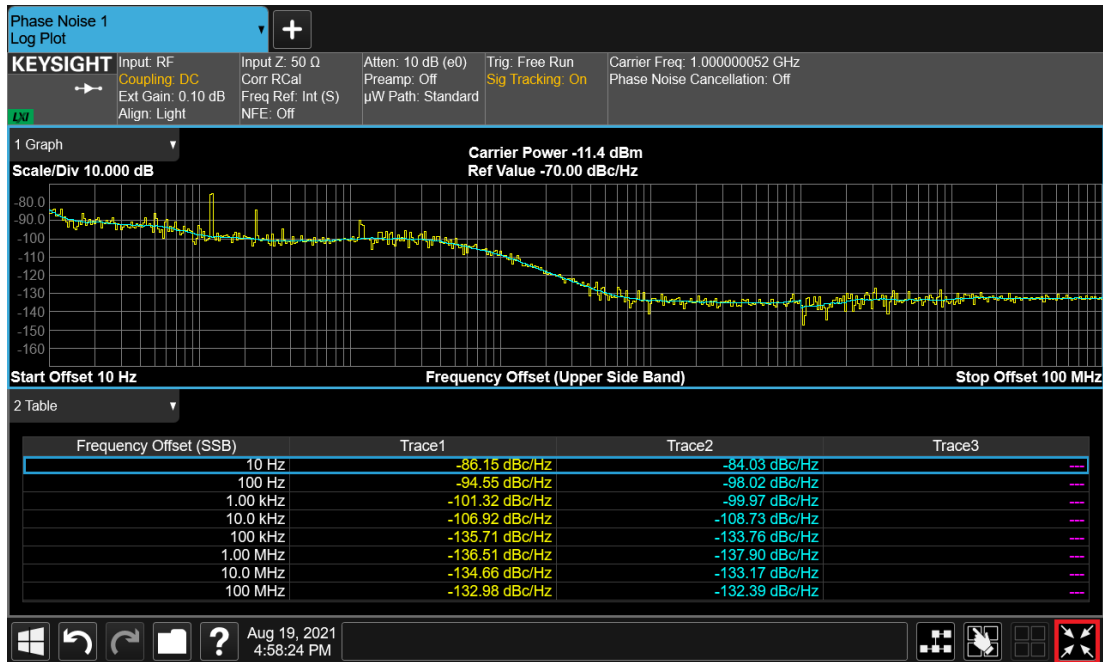 Phase Noise 1
Log Plot
+
KEYSIGHT
LXI
Input: RF
Coupling: DC
Ext Gain: 0.10 dB
Align: Light
Input Z: 50 Ω
Corr RCal
Freq Ref: Int (S)
NFE: Off
Atten: 10 dB (e0)
Preamp: Off
µW Path: Standard
Trig: Free Run
Sig Tracking: On
Carrier Freq: 1.000000052 GHz
Phase Noise Cancellation: Off
1 Graph
Carrier Power -11.4 dBm
Scale/Div 10.000 dB Ref Value -70.00 dBc/Hz
-80.0
-90.0
-100
-110
-120
-130
-140
-150
-160
Start Offset 10 Hz Frequency Offset (Upper Side Band) Stop Offset 100 MHz
2 Table
Frequency Offset (SSB) Trace1 Trace2 Trace3
10 Hz -86.15 dBc/Hz -84.03 dBc/Hz ---
100 Hz -94.55 dBc/Hz -98.02 dBc/Hz ---
1.00 kHz -101.32 dBc/Hz -99.97 dBc/Hz ---
10.0 kHz -106.92 dBc/Hz -108.73 dBc/Hz ---
100 kHz -135.71 dBc/Hz -133.76 dBc/Hz ---
1.00 MHz -136.51 dBc/Hz -137.90 dBc/Hz ---
10.0 MHz -134.66 dBc/Hz -133.17 dBc/Hz ---
100 MHz -132.98 dBc/Hz -132.39 dBc/Hz ---
?
Aug 19, 2021
4:58:24 PM